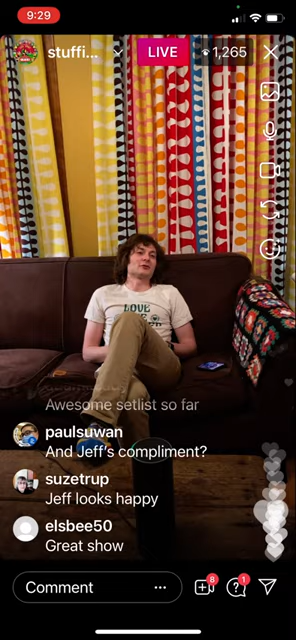 9:29
stuffi...
LIVE
1,265
LOVE
Awesome setlist so far
paulsuwan
And Jeff's compliment?
suzetrup
Jeff looks happy
elsbee50
Great show
Comment
8
1